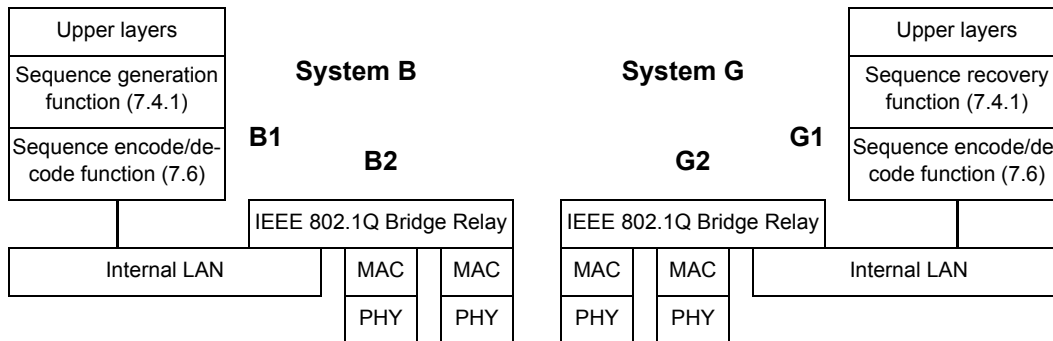 Upper layers
Sequence generation
function (7.4.1)
Sequence encode/de-
code function (7.6)
B1
System B
B2
IEEE 802.1Q Bridge Relay
Internal LAN
MAC
MAC
PHY
PHY
System G
G1
G2
Upper layers
Sequence recovery
function (7.4.1)
Sequence encode/de
code function (7.6)
IEEE 802.1Q Bridge Relay
MAC
MAC
Internal LAN
PHY
PHY